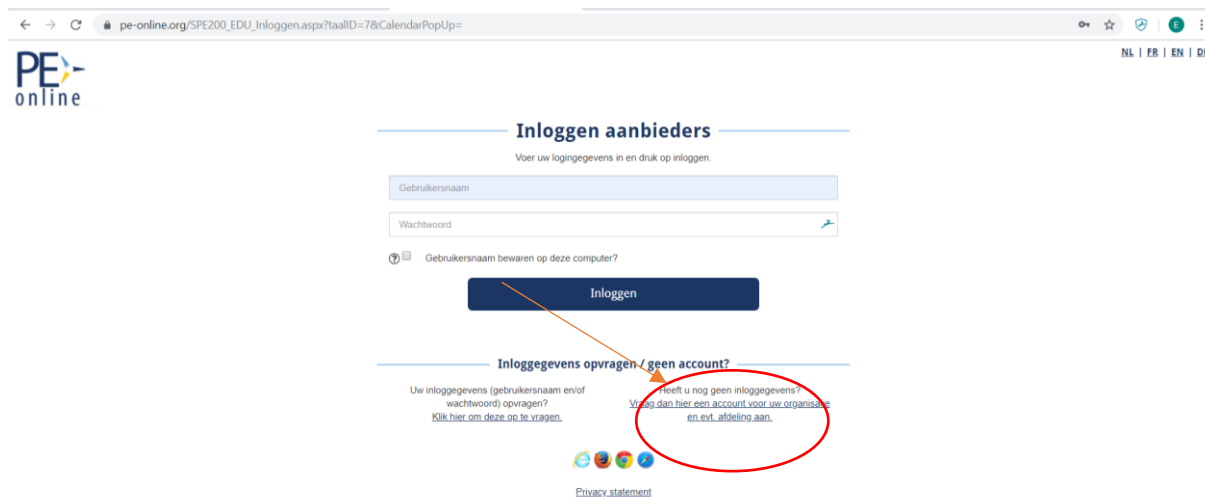 pe-online.org/SPE200_EDU_Inloggen.aspx?taalID=7&CalendarPopUp=
E
NL | FR | EN | DE
PE
online
Inloggen aanbieders
Voer uw logingegevens in en druk op inloggen.
Gebruikersnaam
Wachtwoord
? Gebruikersnaam bewaren op deze computer?
Inloggen
Inloggegevens opvragen / geen account?
Uw inloggegevens (gebruikersnaam en/of
wachtwoord) opvragen?
Klik hier om deze op te vragen.
Heeft u nog geen inloggegevens?
Vraag dan hier een account voor uw organisatie
en evt. afdeling aan.
Privacy statement